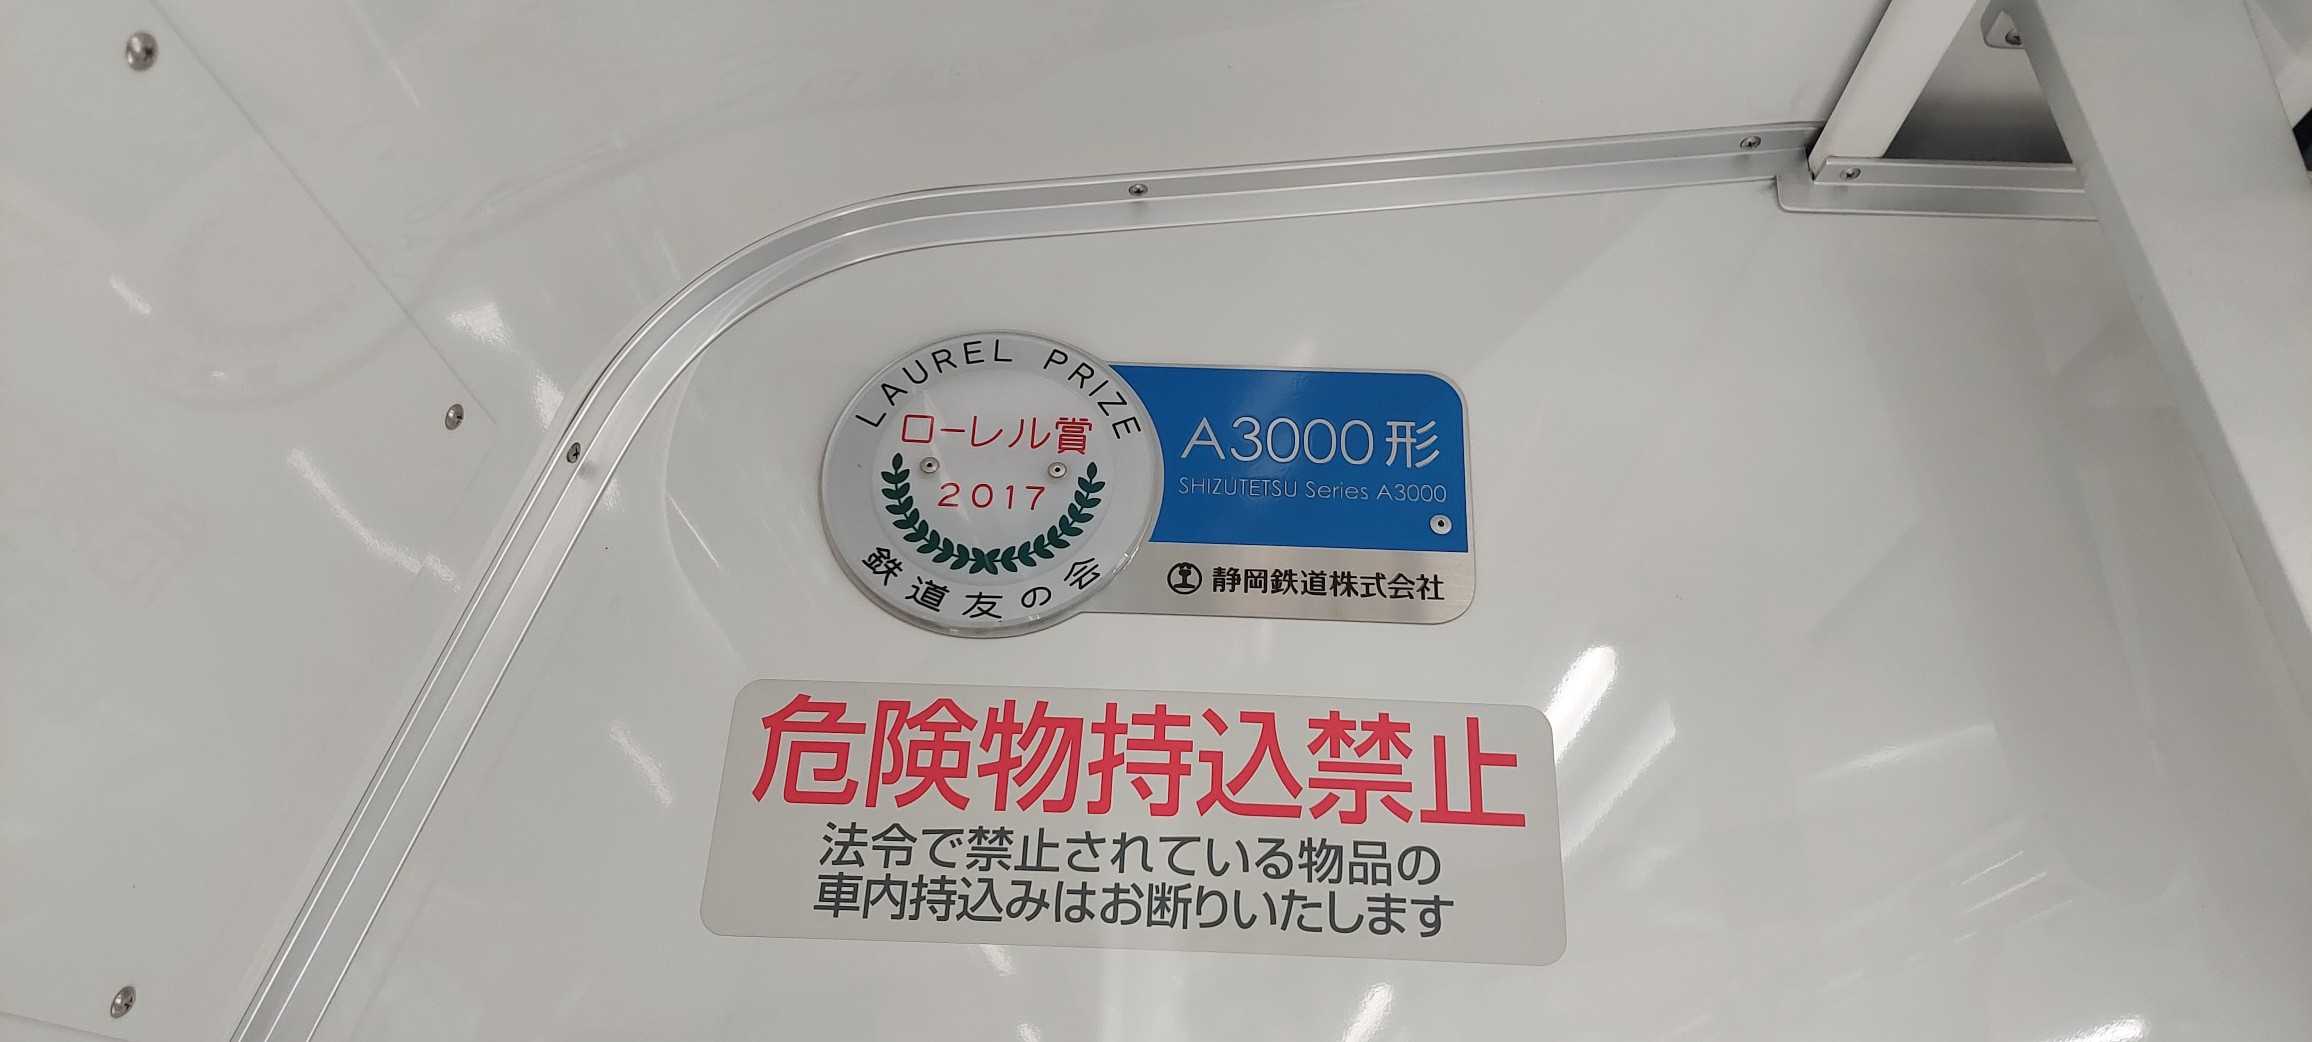 LAUREL PRIZE
ローレル賞
2017
鉄道友の会
A3000形
SHIZUTETSU Series A3000
静岡鉄道株式会社
危険物持込禁止
法令で禁止されている物品の
車内持込みはお断りいたします